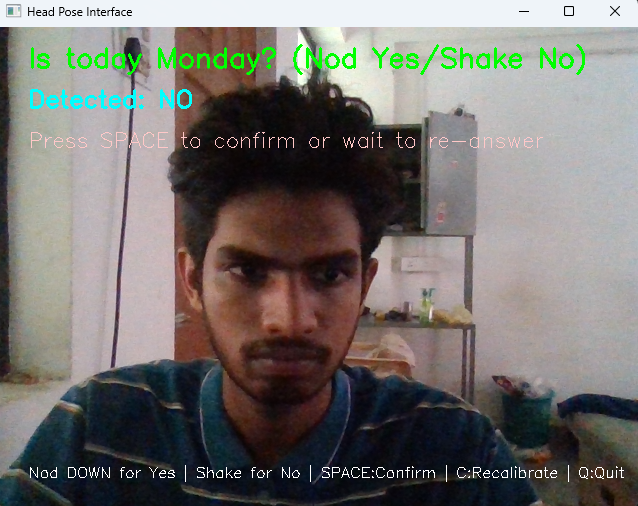 Head Pose Interface
Is today Monday? (Nod Yes/Shake No)
Detected: NO
Press SPACE to confirm or wait to re-answer
Nod DOWN for Yes | Shake for No | SPACE:Confirm | C:Recalibrate | Q:Quit